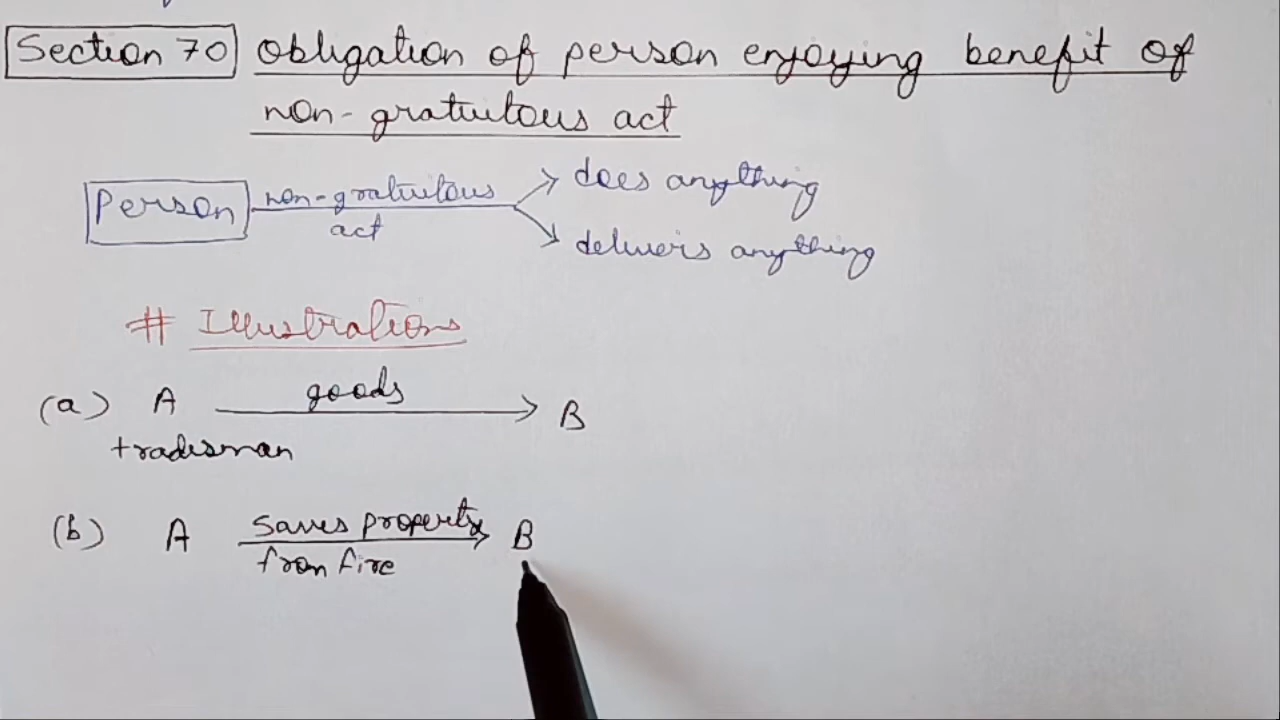 Section 70 obligation of person enjoying benefit of
non-gratuitous act
Person non-gratuitous act
does anything
delivers anything
# Illustrations
(a) A goods B
tradesman
(b) A saves property from fire B